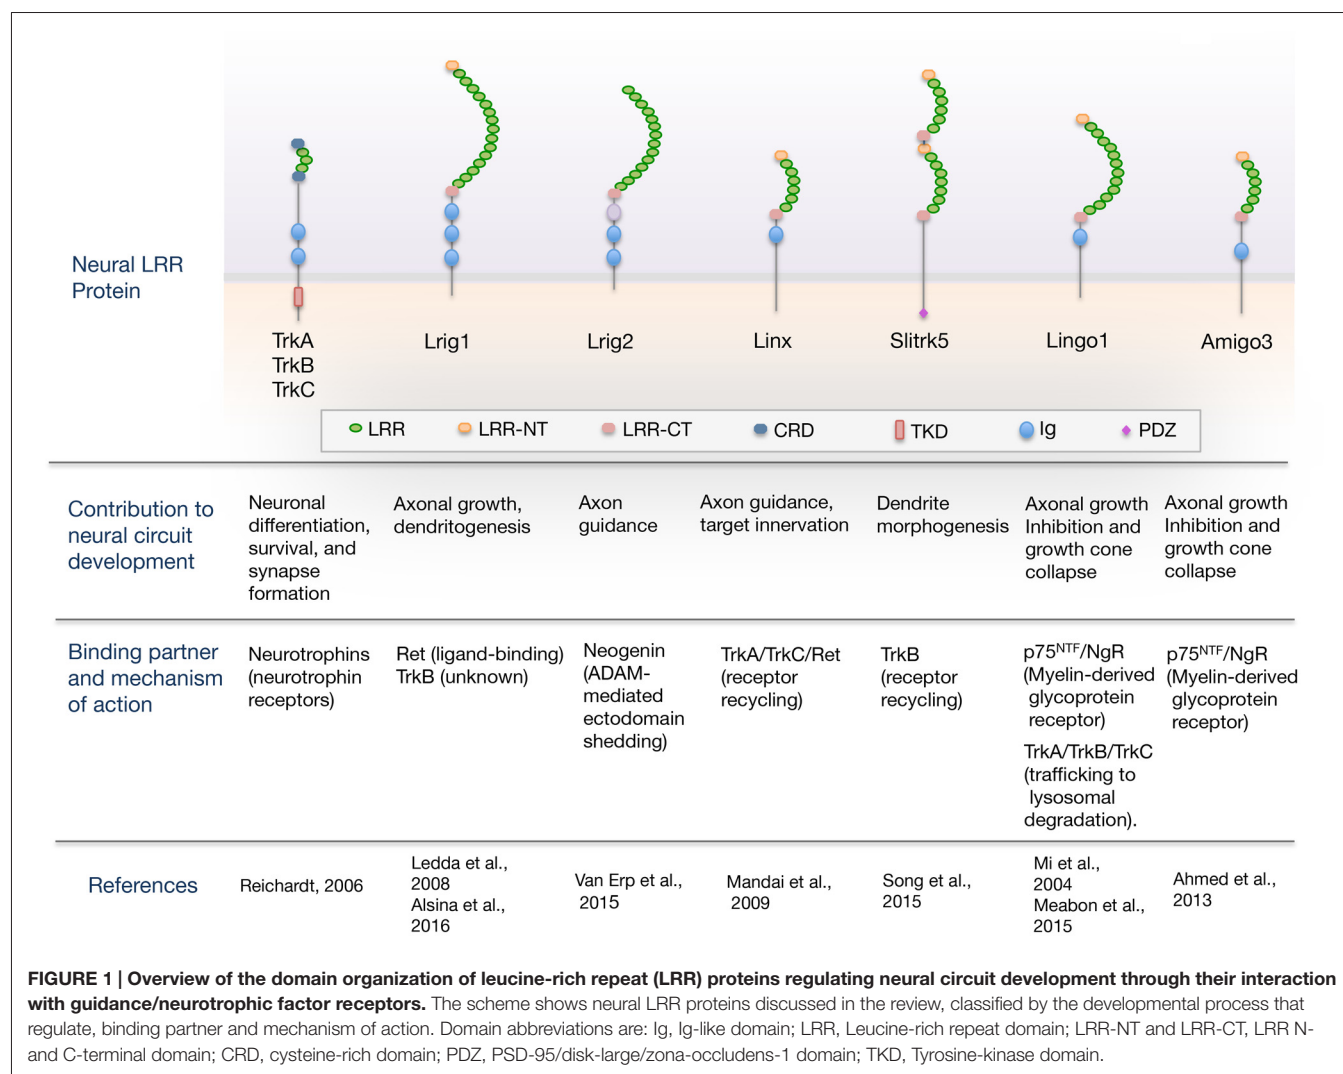 Neural LRR
Protein
TrkA
TrkB
TrkC
Lrig1
Lrig2
Linx
Slitrk5
Lingo1
Amigo3
LRR
LRR-NT
LRR-CT
CRD
TKD
Ig
PDZ
Contribution to
neural circuit
development
Neuronal
differentiation,
survival, and
synapse
formation
Axonal growth,
dendritogenesis
Axon
guidance
Axon guidance,
target innervation
Dendrite
morphogenesis
Axonal growth
Inhibition and
growth cone
collapse
Axonal growth
Inhibition and
growth cone
collapse
Binding partner
and mechanism
of action
Neurotrophins
(neurotrophin
receptors)
Ret (ligand-binding)
TrkB (unknown)
Neogenin
(ADAM-
mediated
ectodomain
shedding)
TrkA/TrkC/Ret
(receptor
recycling)
TrkB
(receptor
recycling)
p75NTF/NgR
(Myelin-derived
glycoprotein
receptor)
TrkA/TrkB/TrkC
(trafficking to
lysosomal
degradation).
p75NTF/NgR
(Myelin-derived
glycoprotein
receptor)
References
Reichardt, 2006
Ledda et al.,
2008
Alsina et al.,
2016
Van Erp et al.,
2015
Mandai et al.,
2009
Song et al.,
2015
Mi et al.,
2004
Meabon et al.,
2015
Ahmed et al.,
2013
FIGURE 1 | Overview of the domain organization of leucine-rich repeat (LRR) proteins regulating neural circuit development through their interaction
with guidance/neurotrophic factor receptors. The scheme shows neural LRR proteins discussed in the review, classified by the developmental process that
regulate, binding partner and mechanism of action. Domain abbreviations are: Ig, Ig-like domain; LRR, Leucine-rich repeat domain; LRR-NT and LRR-CT, LRR N-
and C-terminal domain; CRD, cysteine-rich domain; PDZ, PSD-95/disk-large/zona-occludens-1 domain; TKD, Tyrosine-kinase domain.